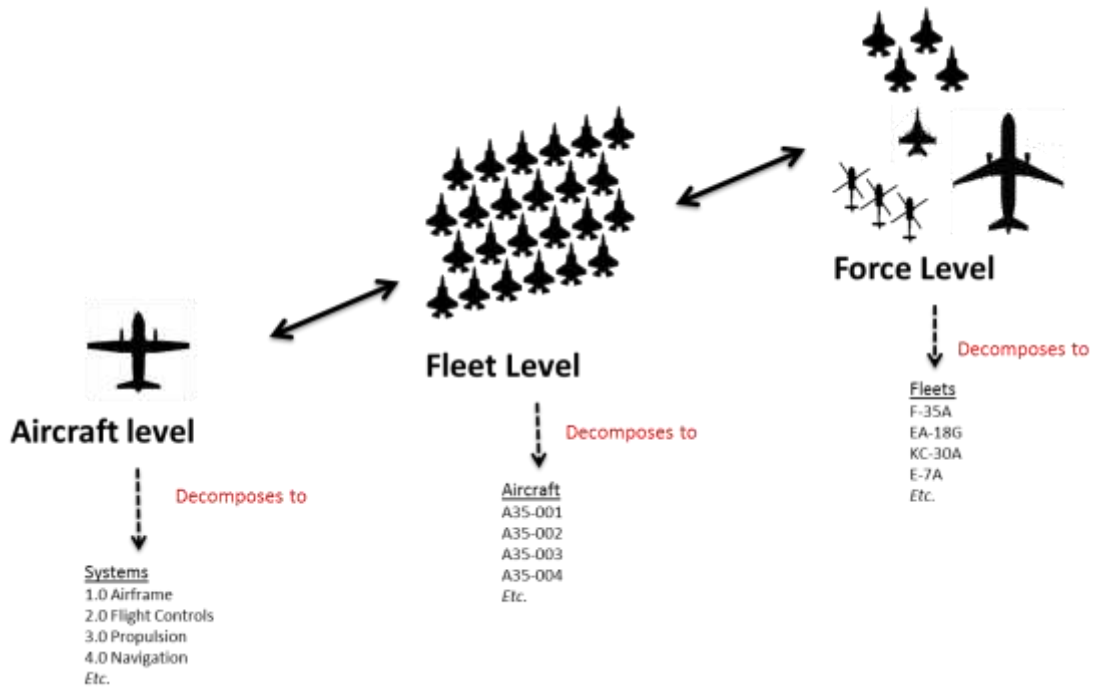 Force Level
Decomposes to
Fleets
F-35A
EA-18G
KC-30A
E-7A
Etc.
Fleet Level
Decomposes to
Aircraft
A35-001
A35-002
A35-003
A35-004
Etc.
Aircraft level
Decomposes to
Systems
1.0 Airframe
2.0 Flight Controls
3.0 Propulsion
4.0 Navigation
Etc.